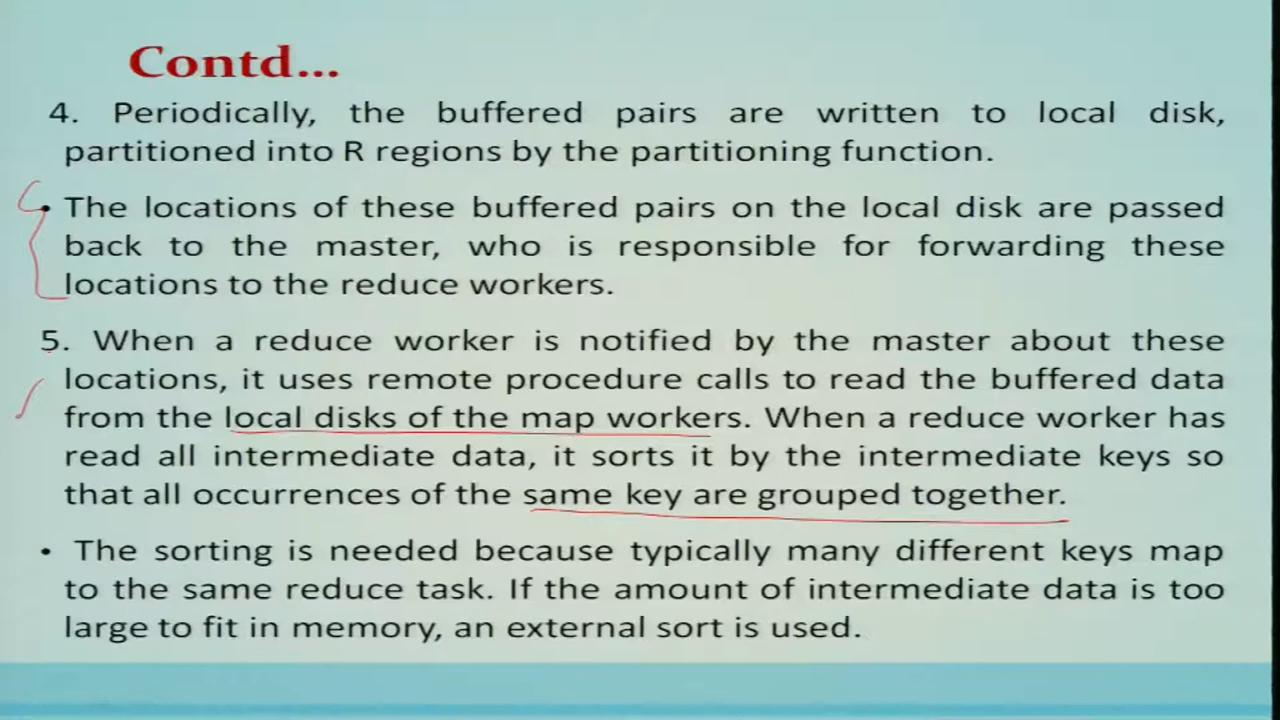 Contd...
4. Periodically, the buffered pairs are written to local disk,
partitioned into R regions by the partitioning function.
• The locations of these buffered pairs on the local disk are passed
back to the master, who is responsible for forwarding these
locations to the reduce workers.
5. When a reduce worker is notified by the master about these
locations, it uses remote procedure calls to read the buffered data
from the local disks of the map workers. When a reduce worker has
read all intermediate data, it sorts it by the intermediate keys so
that all occurrences of the same key are grouped together.
• The sorting is needed because typically many different keys map
to the same reduce task. If the amount of intermediate data is too
large to fit in memory, an external sort is used.